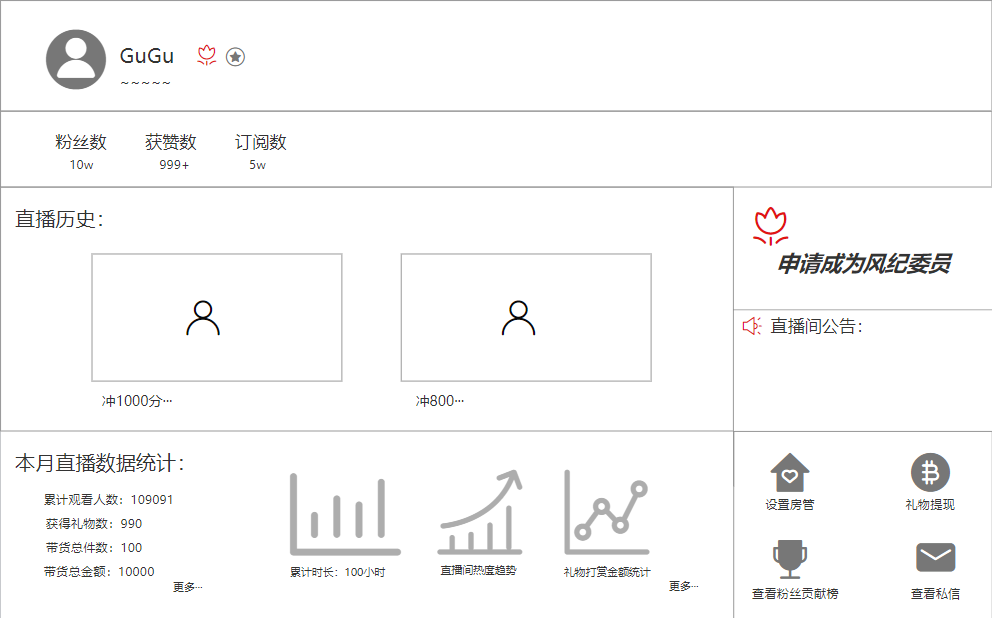 GuGu
~~~~~
粉丝数 获赞数 订阅数
10w 999+ 5w
直播历史：
冲1000分···
冲800···
申请成为风纪委员
直播间公告：
本月直播数据统计：
累计观看人数：109091
获得礼物数：990
带货总件数：100
带货总金额：10000
更多···
累计时长：100小时
直播间热度趋势
礼物打赏金额统计
更多···
设置房管
礼物提现
查看粉丝贡献榜
查看私信